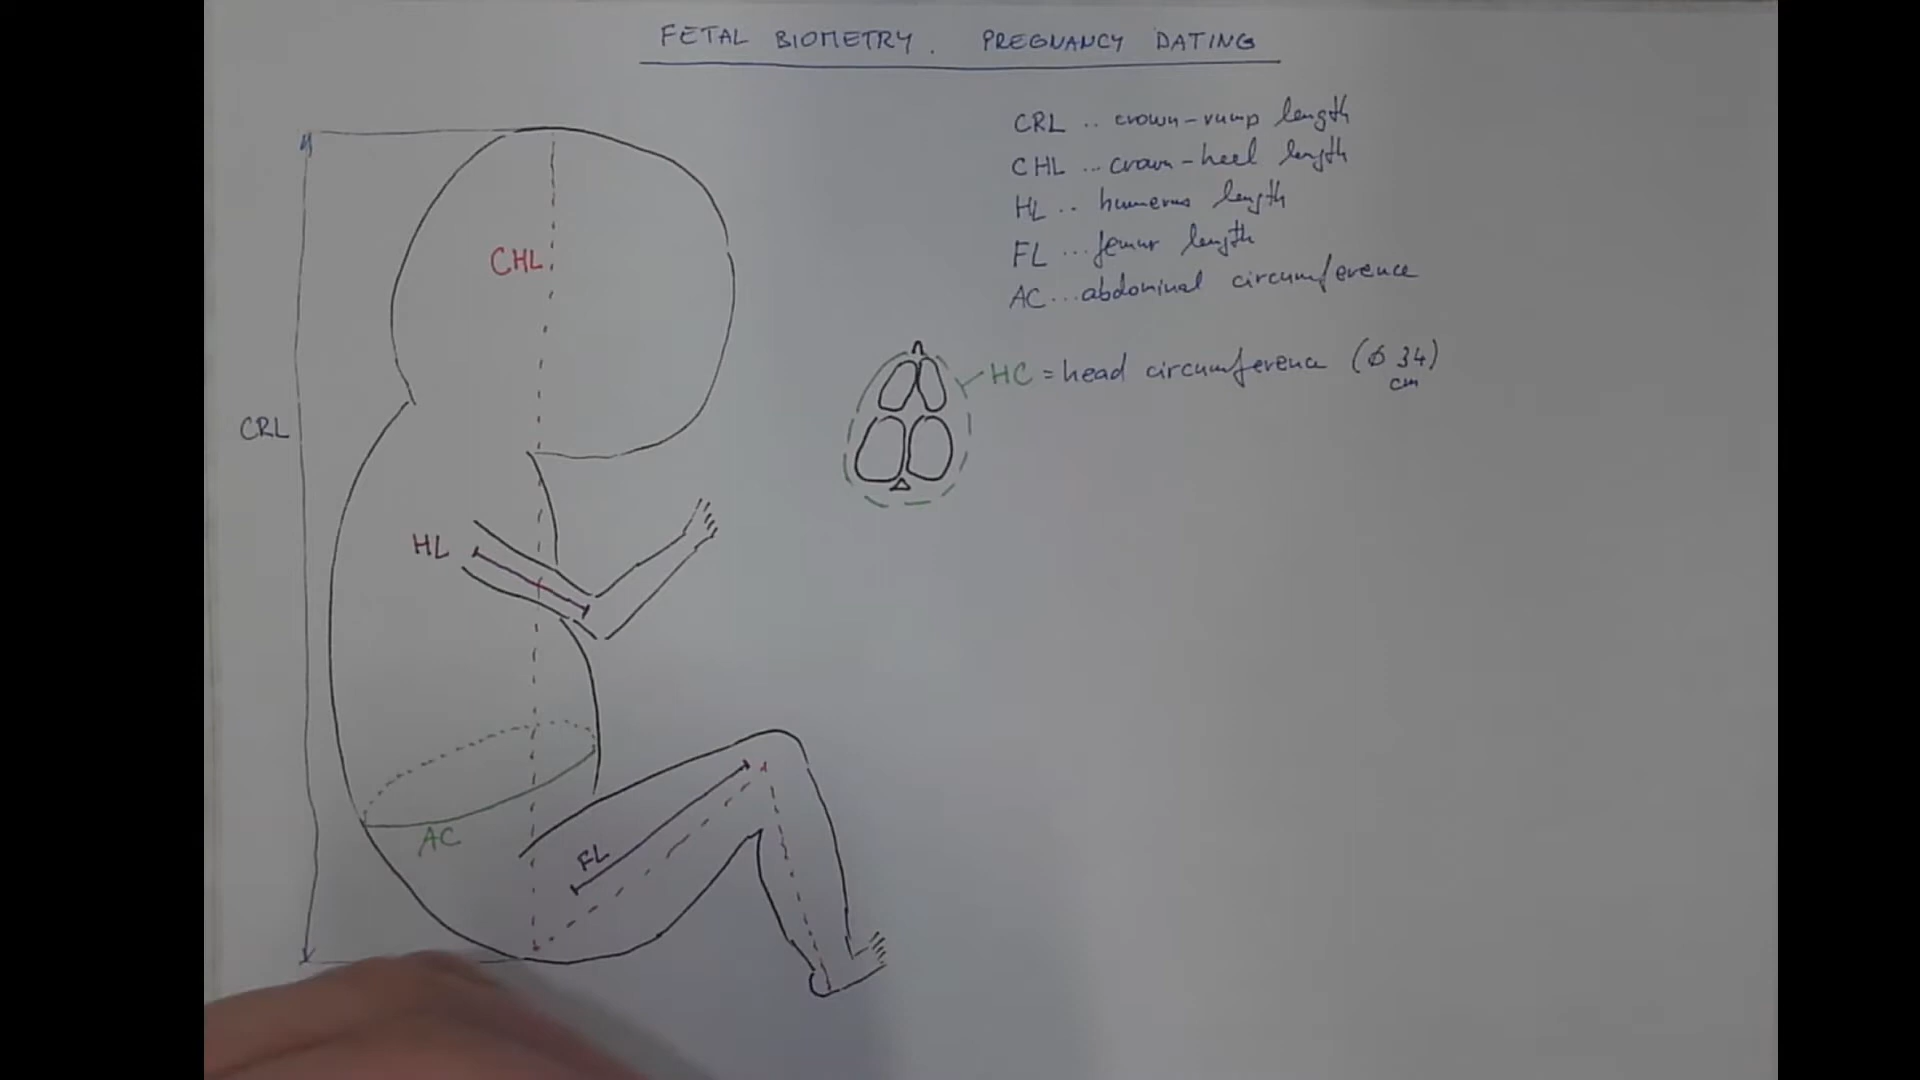 FETAL BIOMETRY. PREGNANCY DATING
CRL .. crown-rump length
CHL ... crown-heel length
HL .. humerus length
FL ... femur length
AC ... abdominal circumference
HC = head circumference (ϕ 34)
cm
CHL
CRL
HL
AC
FL